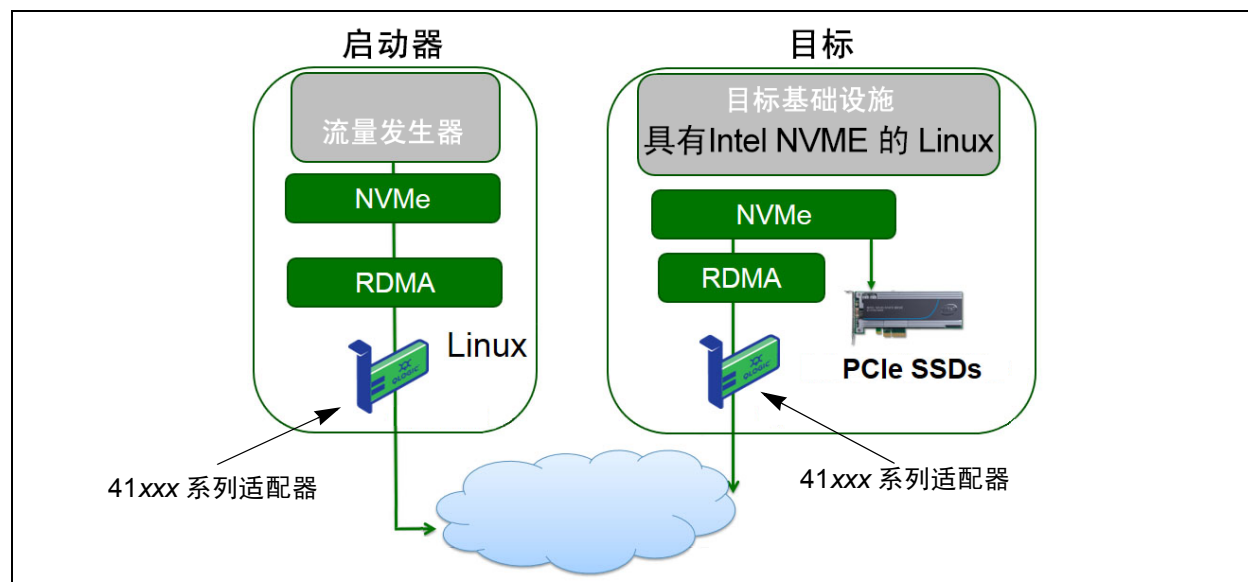 启动器
流量发生器
NVMe
RDMA
Linux
QLOGIC
41xxx 系列适配器
目标
目标基础设施
具有Intel NVME 的 Linux
NVMe
RDMA
PCIe SSDs
QLOGIC
41xxx 系列适配器